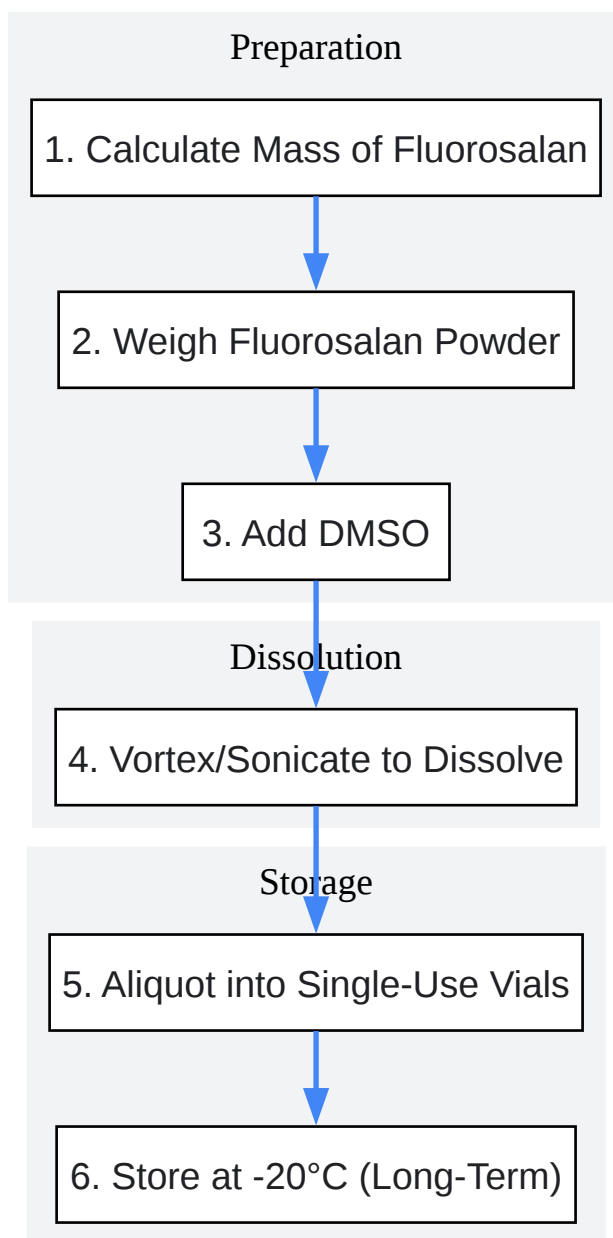 Preparation
1. Calculate Mass of Fluorosalan
2. Weigh Fluorosalan Powder
3. Add DMSO
Dissolution
4. Vortex/Sonicate to Dissolve
Storage
5. Aliquot into Single-Use Vials
6. Store at -20°C (Long-Term)